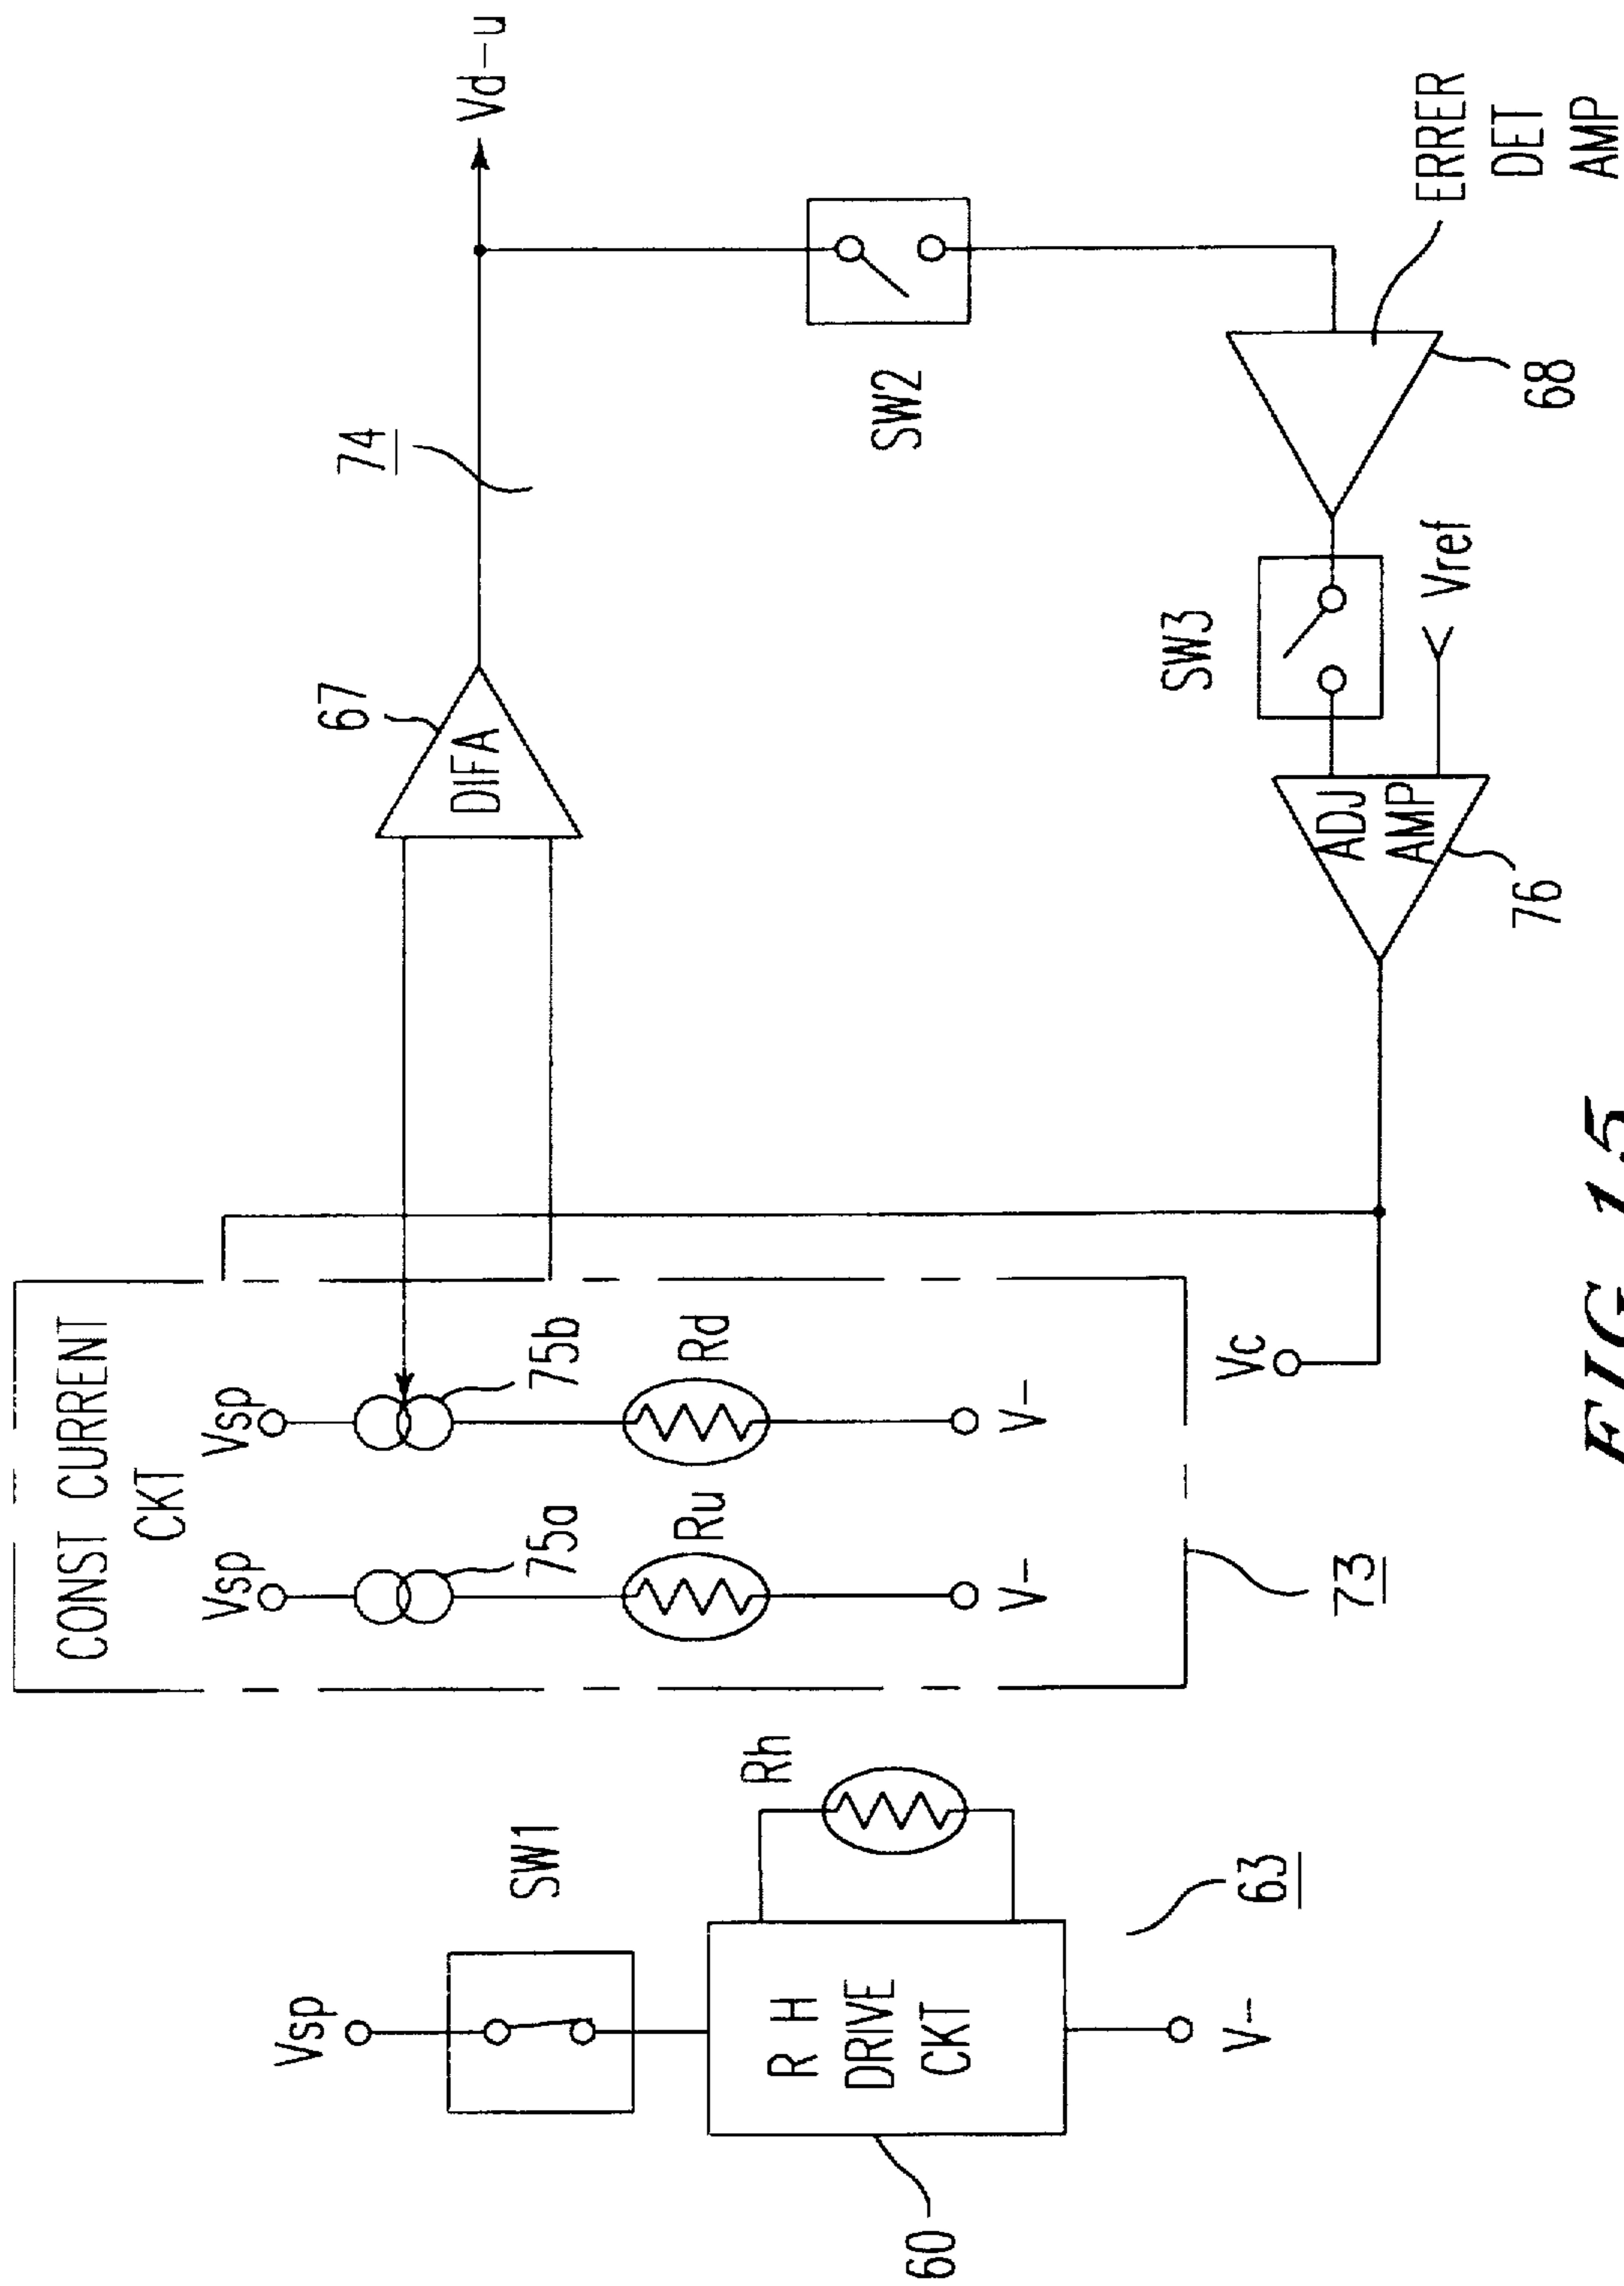 Vsp
SW1
R H
DRIVE
CKT
60
V-
Rh
63
CONST CURRENT
CKT
Vsp
75a
Ru
V-
Vsp
75b
Rd
V-
73
Vc
67
DIFA
74
Vd-u
SW2
ERRER
DET
AMP
68
SW3
Vref
ADJ
AMP
76
FIG. 15